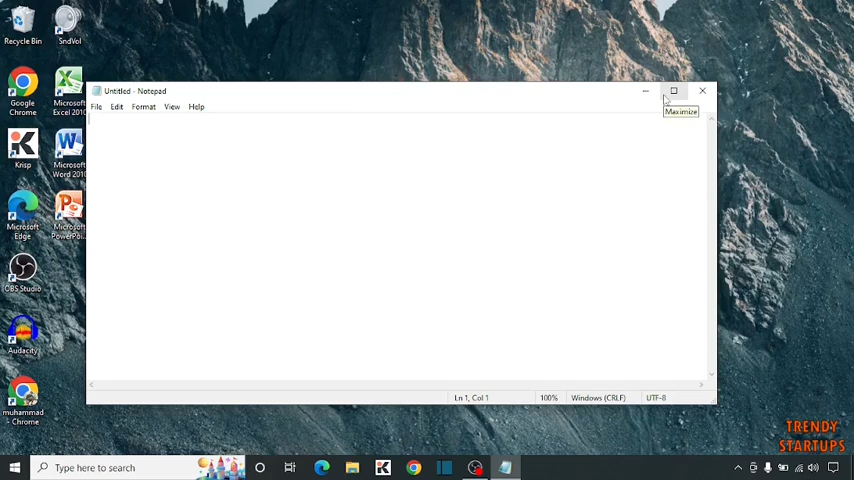 Recycle Bin
SndVol
Google
Chrome
Microsoft
Excel 2010
Krisp
Microsoft
Word 2010
Microsoft
Edge
Microsoft
PowerPoi...
OBS Studio
Audacity
muhammad
- Chrome
Untitled - Notepad
File Edit Format View Help
Maximize
Ln 1, Col 1
100%
Windows (CRLF)
UTF-8
TRENDY
STARTUPS
Type here to search